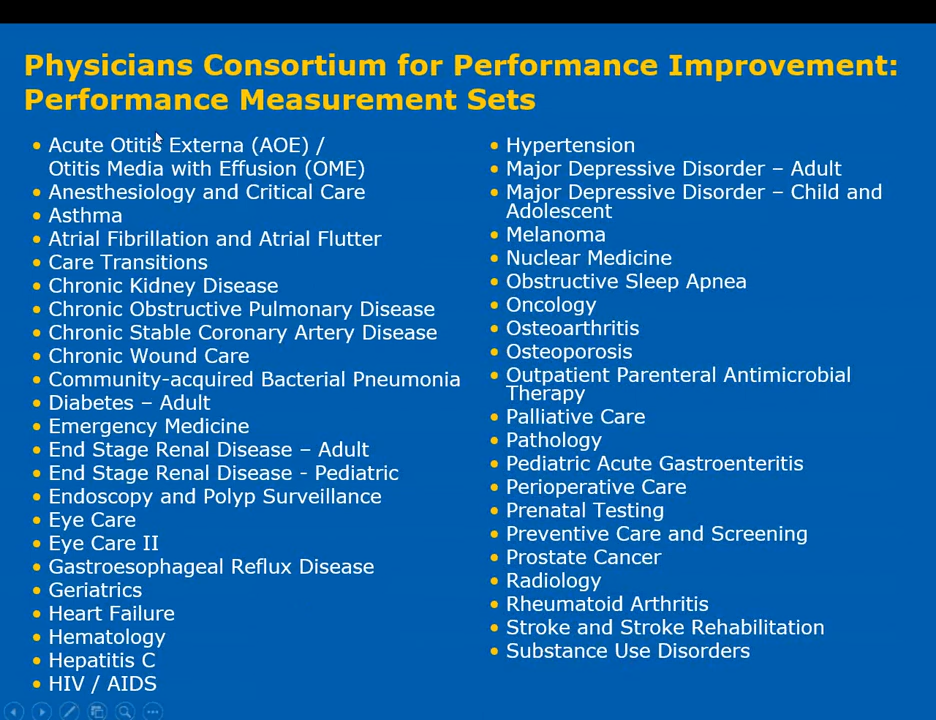 Physicians Consortium for Performance Improvement:
Performance Measurement Sets
• Acute Otitis Externa (AOE) /
Otitis Media with Effusion (OME)
• Anesthesiology and Critical Care
• Asthma
• Atrial Fibrillation and Atrial Flutter
• Care Transitions
• Chronic Kidney Disease
• Chronic Obstructive Pulmonary Disease
• Chronic Stable Coronary Artery Disease
• Chronic Wound Care
• Community-acquired Bacterial Pneumonia
• Diabetes – Adult
• Emergency Medicine
• End Stage Renal Disease – Adult
• End Stage Renal Disease - Pediatric
• Endoscopy and Polyp Surveillance
• Eye Care
• Eye Care II
• Gastroesophageal Reflux Disease
• Geriatrics
• Heart Failure
• Hematology
• Hepatitis C
• HIV / AIDS
• Hypertension
• Major Depressive Disorder – Adult
• Major Depressive Disorder – Child and
Adolescent
• Melanoma
• Nuclear Medicine
• Obstructive Sleep Apnea
• Oncology
• Osteoarthritis
• Osteoporosis
• Outpatient Parenteral Antimicrobial
Therapy
• Palliative Care
• Pathology
• Pediatric Acute Gastroenteritis
• Perioperative Care
• Prenatal Testing
• Preventive Care and Screening
• Prostate Cancer
• Radiology
• Rheumatoid Arthritis
• Stroke and Stroke Rehabilitation
• Substance Use Disorders